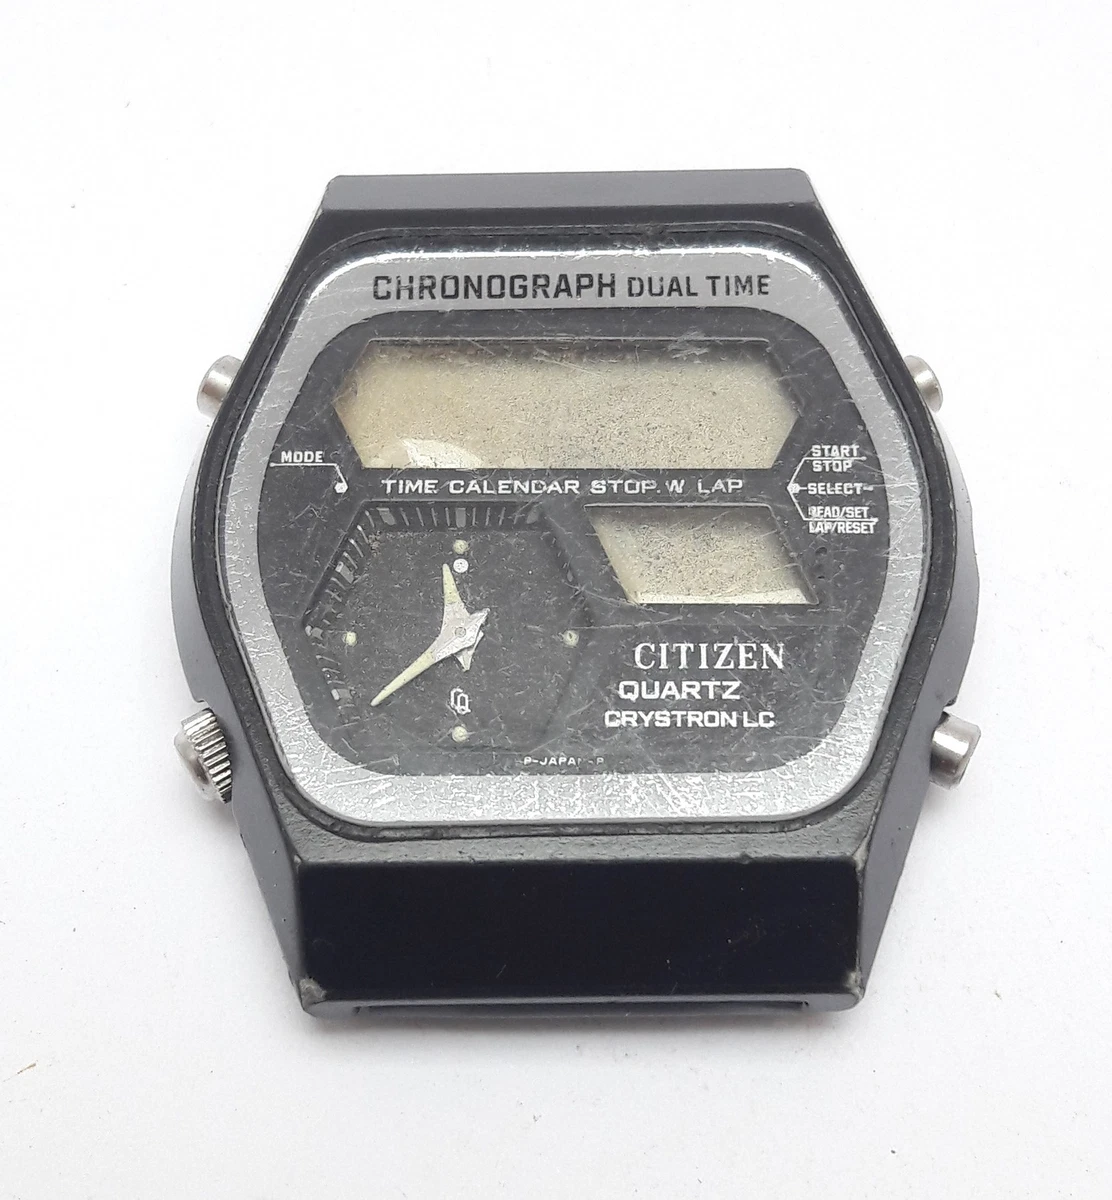 CHRONOGRAPH DUAL TIME
MODE
START
STOP
TIME CALENDAR STOP.W LAP
SELECT
READ/SET
LAP/RESET
CITIZEN
QUARTZ
CRYSTRON LC
P-JAPAN-P